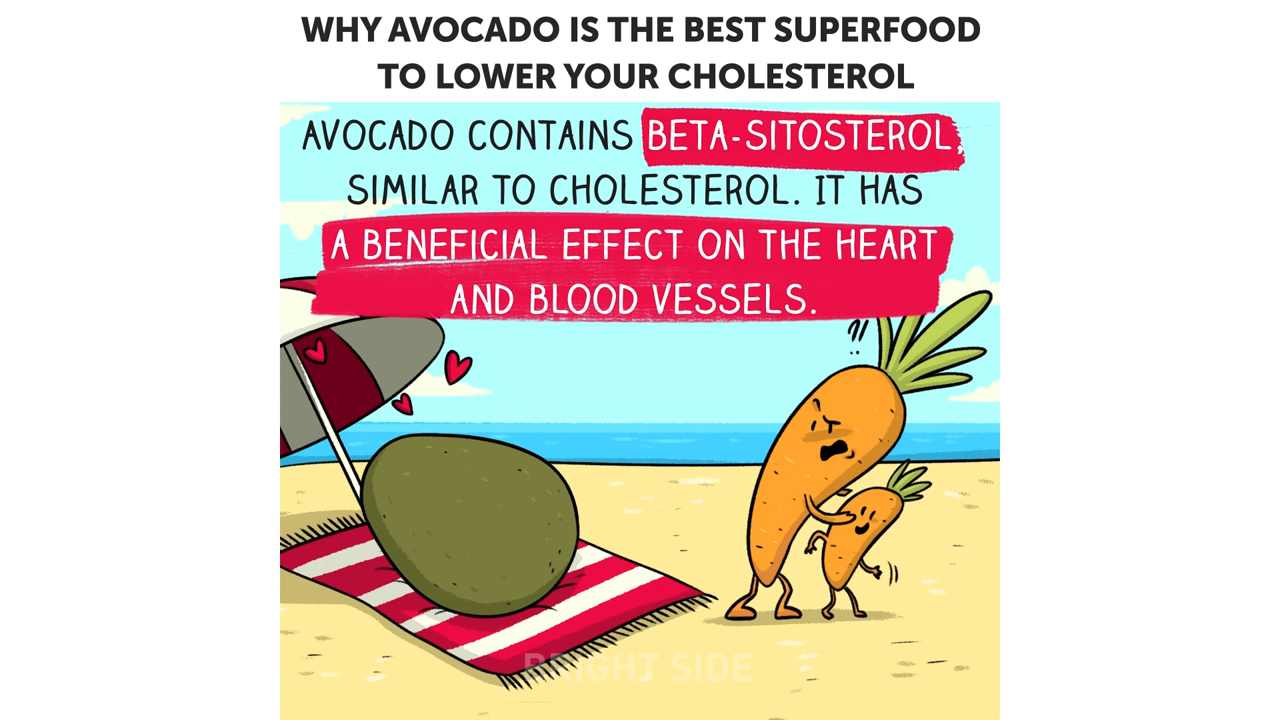 WHY AVOCADO IS THE BEST SUPERFOOD
TO LOWER YOUR CHOLESTEROL
AVOCADO CONTAINS BETA-SITOSTEROL,
SIMILAR TO CHOLESTEROL. IT HAS
A BENEFICIAL EFFECT ON THE HEART
AND BLOOD VESSELS.
BRIGHT SIDE